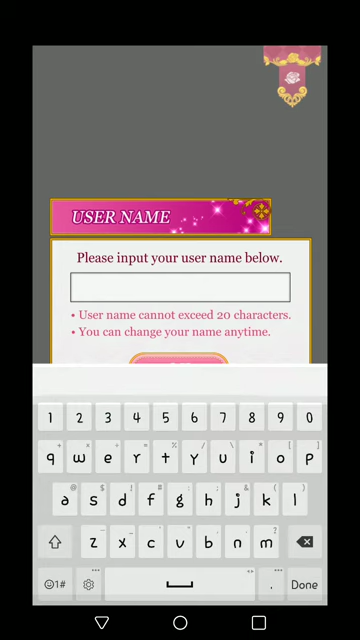 USER NAME
Please input your user name below.
• User name cannot exceed 20 characters.
• You can change your name anytime.
1 2 3 4 5 6 7 8 9 0
q w e r t y u i o p
a s d f g h j k l
z x c v b n m
☺1# . Done